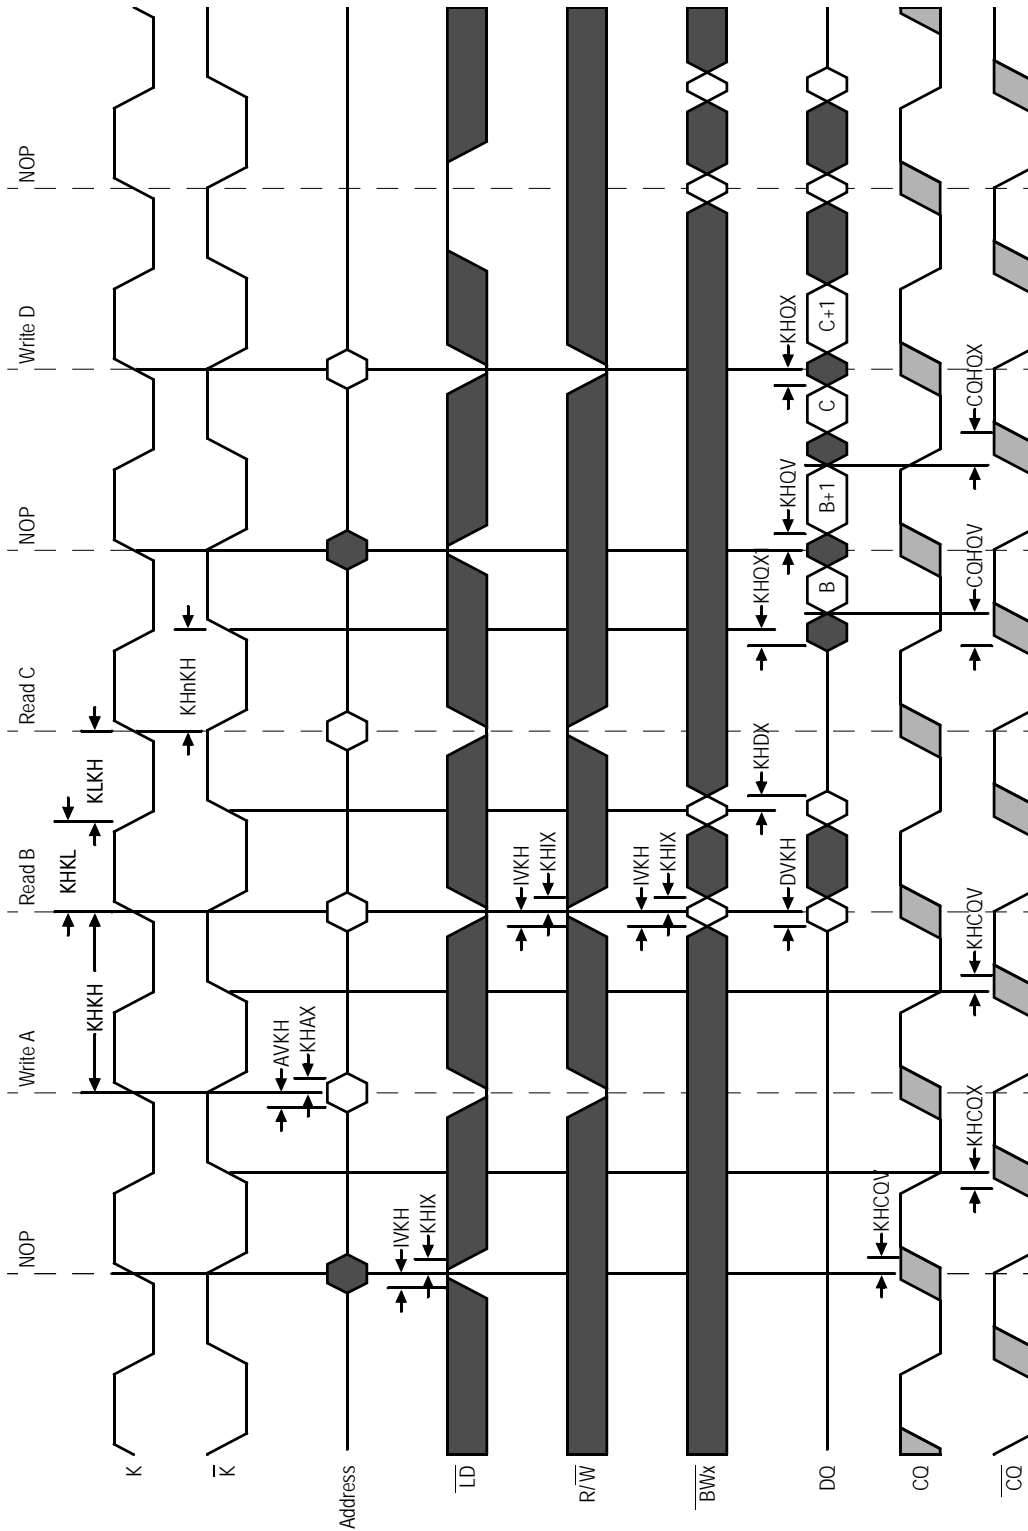 NOP
Write A
Read B
Read C
NOP
Write D
NOP
K
KHKH
KHKL
KLKH
K
KHnKH
Address
AVKH
KHAX
LD
IVKH
KHIX
R/W
IVKH
KHIX
BWx
IVKH
KHIX
DQ
DVKH
KHDX
KHQX1
KHQV
KHQX
B
B+1
C
C+1
CQ
KHCQV
CQ
KHCQX
KHCQV
CQHQV
CQHQX